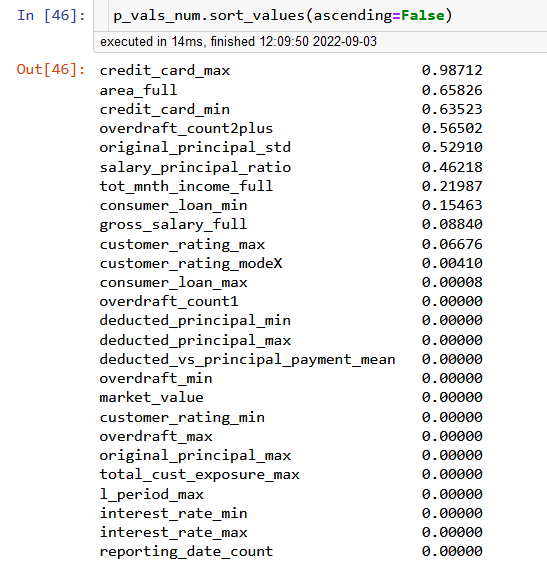 In [46]: p_vals_num.sort_values(ascending=False)
executed in 14ms, finished 12:09:50 2022-09-03
Out[46]: credit_card_max 0.98712
area_full 0.65826
credit_card_min 0.63523
overdraft_count2plus 0.56502
original_principal_std 0.52910
salary_principal_ratio 0.46218
tot_mnth_income_full 0.21987
consumer_loan_min 0.15463
gross_salary_full 0.08840
customer_rating_max 0.06676
customer_rating_modeX 0.00410
consumer_loan_max 0.00008
overdraft_count1 0.00000
deducted_principal_min 0.00000
deducted_principal_max 0.00000
deducted_vs_principal_payment_mean 0.00000
overdraft_min 0.00000
market_value 0.00000
customer_rating_min 0.00000
overdraft_max 0.00000
original_principal_max 0.00000
total_cust_exposure_max 0.00000
l_period_max 0.00000
interest_rate_min 0.00000
interest_rate_max 0.00000
reporting_date_count 0.00000